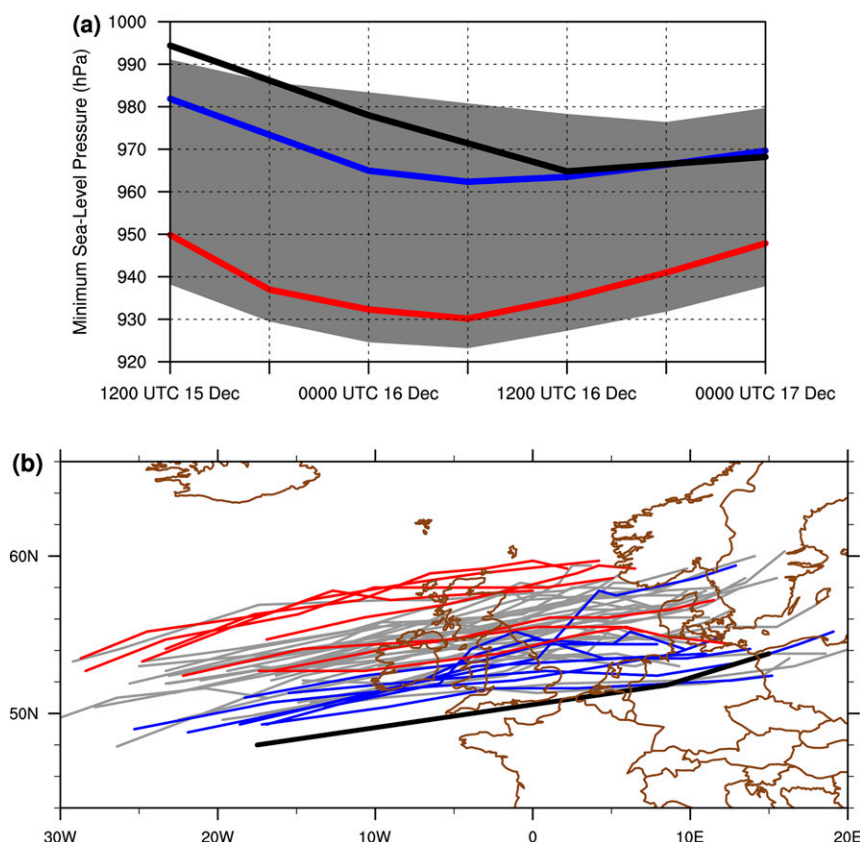 (a)
Minimum Sea-Level Pressure (hPa)
1000
990
980
970
960
950
940
930
920
1200 UTC 15 Dec 0000 UTC 16 Dec 1200 UTC 16 Dec 0000 UTC 17 Dec
(b)
60N
50N
30W 20W 10W 0 10E 20E